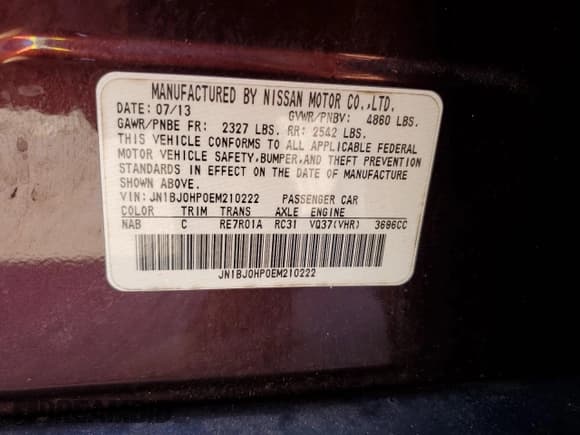 MANUFACTURED BY NISSAN MOTOR CO.,LTD.
DATE: 07/13 GVWR/PNBV: 4860 LBS.
GAWR/PNBE FR: 2327 LBS. RR: 2542 LBS.
THIS VEHICLE CONFORMS TO ALL APPLICABLE FEDERAL
MOTOR VEHICLE SAFETY, BUMPER, AND THEFT PREVENTION
STANDARDS IN EFFECT ON THE DATE OF MANUFACTURE
SHOWN ABOVE.
VIN: JN1BJ0HP0EM210222 PASSENGER CAR
COLOR TRIM TRANS AXLE ENGINE
NAB C RE7R01A RC31 VQ37(VHR) 3696CC
JN1BJ0HP0EM210222